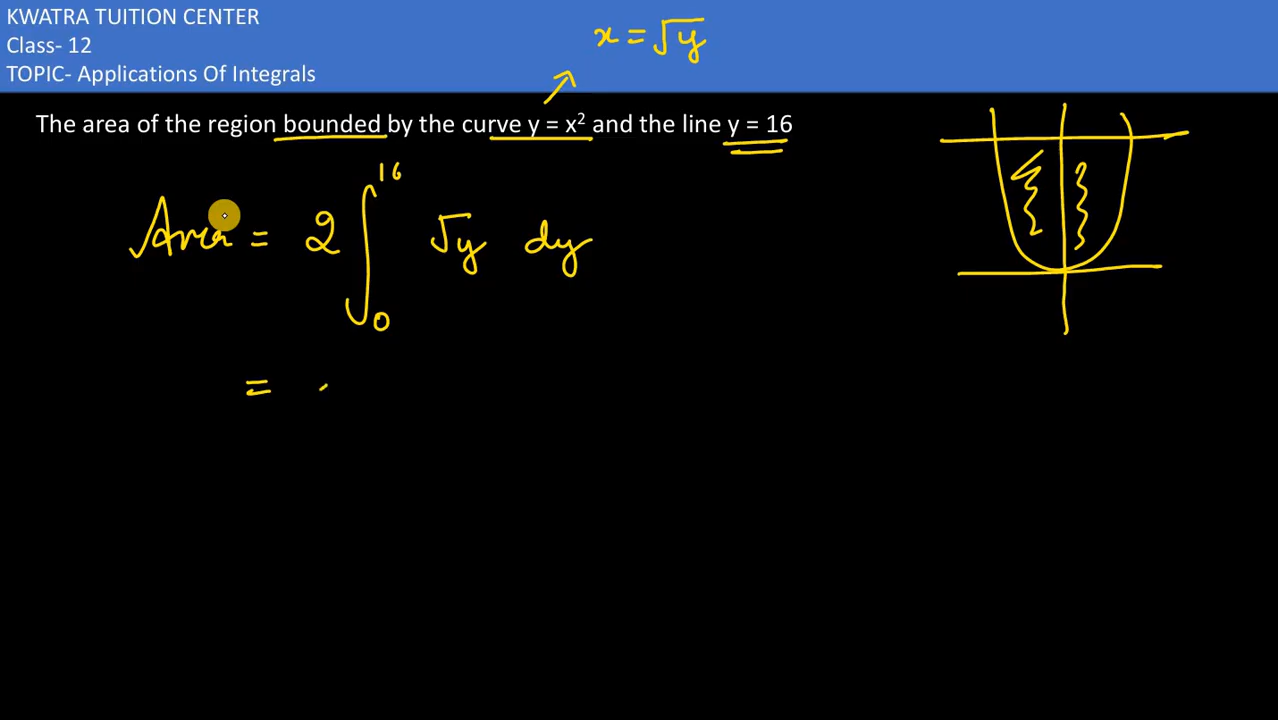 KWATRA TUITION CENTER
Class- 12
TOPIC- Applications Of Integrals
x = √y
The area of the region bounded by the curve y = x² and the line y = 16
Area = 2 ∫₀¹⁶ √y dy
=